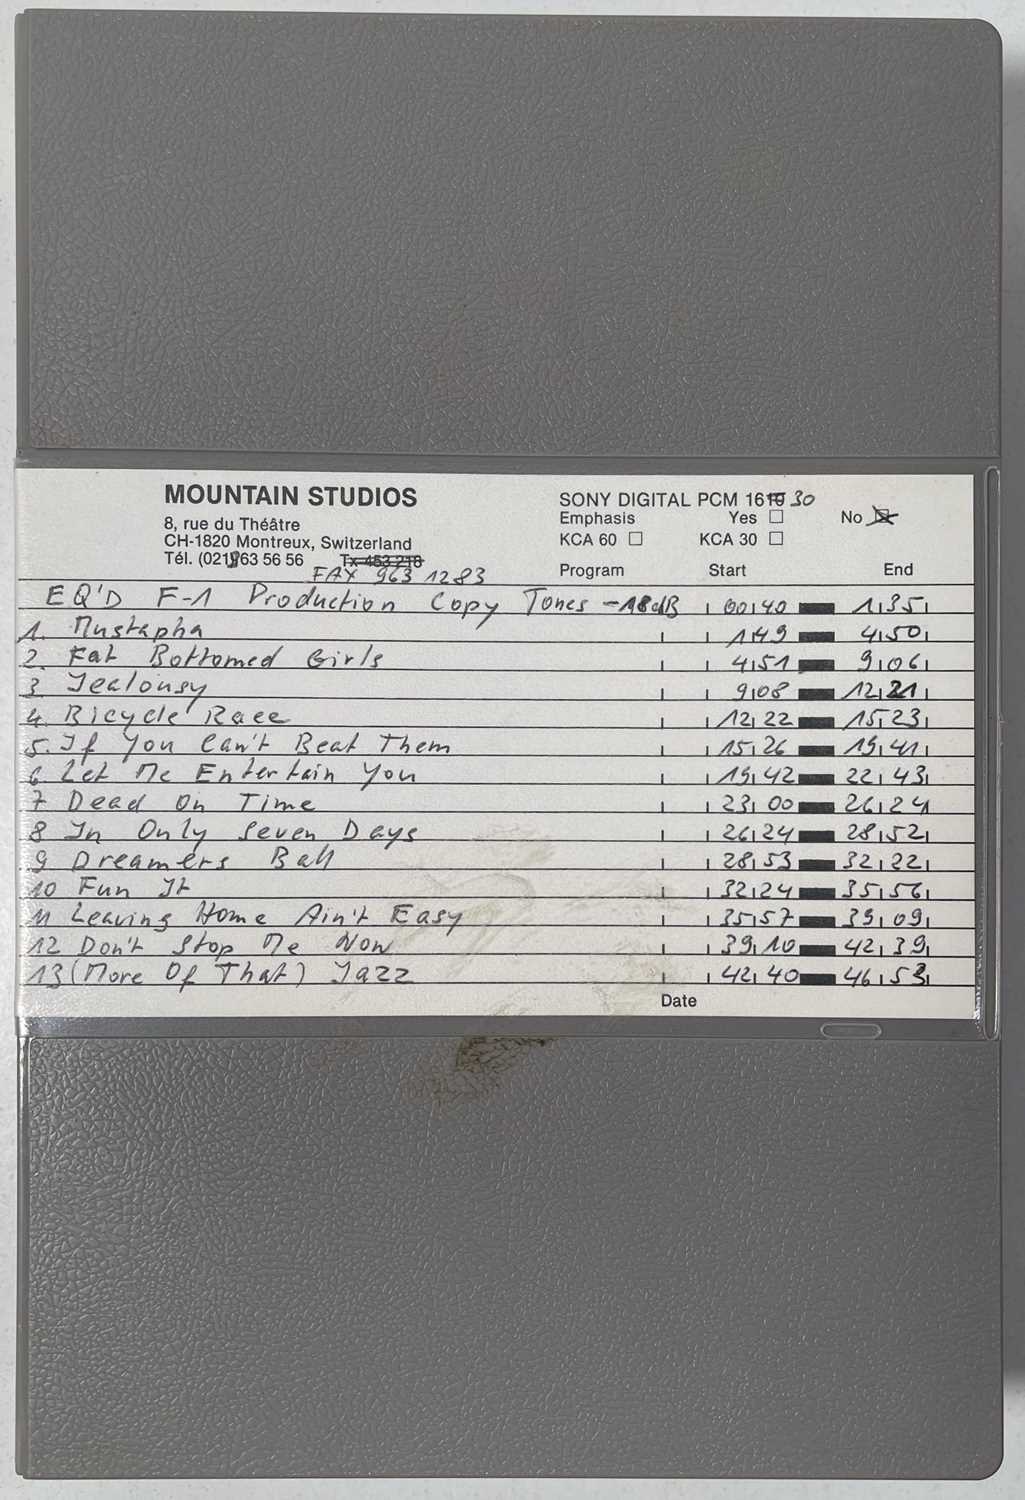 MOUNTAIN STUDIOS
8, rue du Théâtre
CH-1820 Montreux, Switzerland
Tél. (021) 963 56 56 Tx 453 218
FAX 963 1283
SONY DIGITAL PCM 1610 30
Emphasis Yes No
KCA 60 KCA 30
Program Start End
EQ'D F-1 Production Copy Tones -18dB 00 40 1 35
1. Mustapha 1 49 4 50
2. Fat Bottomed Girls 4 51 9 06
3. Jealousy 9 08 12 21
4. Bicycle Race 12 22 15 23
5. If You Can't Beat Them 15 26 19 41
6 Let Me Entertain You 19 42 22 43
7 Dead On Time 23 00 26 24
8 In Only Seven Days 26 24 28 52
9 Dreamers Ball 28 53 32 22
10 Fun It 32 24 35 56
11 Leaving Home Ain't Easy 35 57 39 09
12 Don't Stop Me Now 39 10 42 39
13 (More Of That) Jazz 42 40 46 53
Date